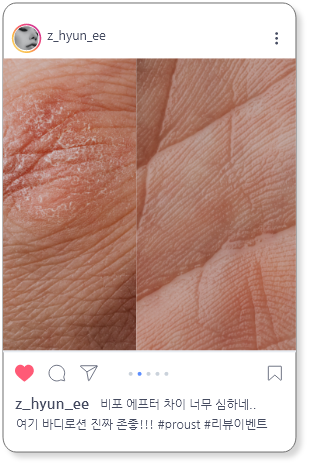 z_hyun_ee
z_hyun_ee 비포 에프터 차이 너무 심하네..
여기 바디로션 진짜 존좋!!! #proust #리뷰이벤트